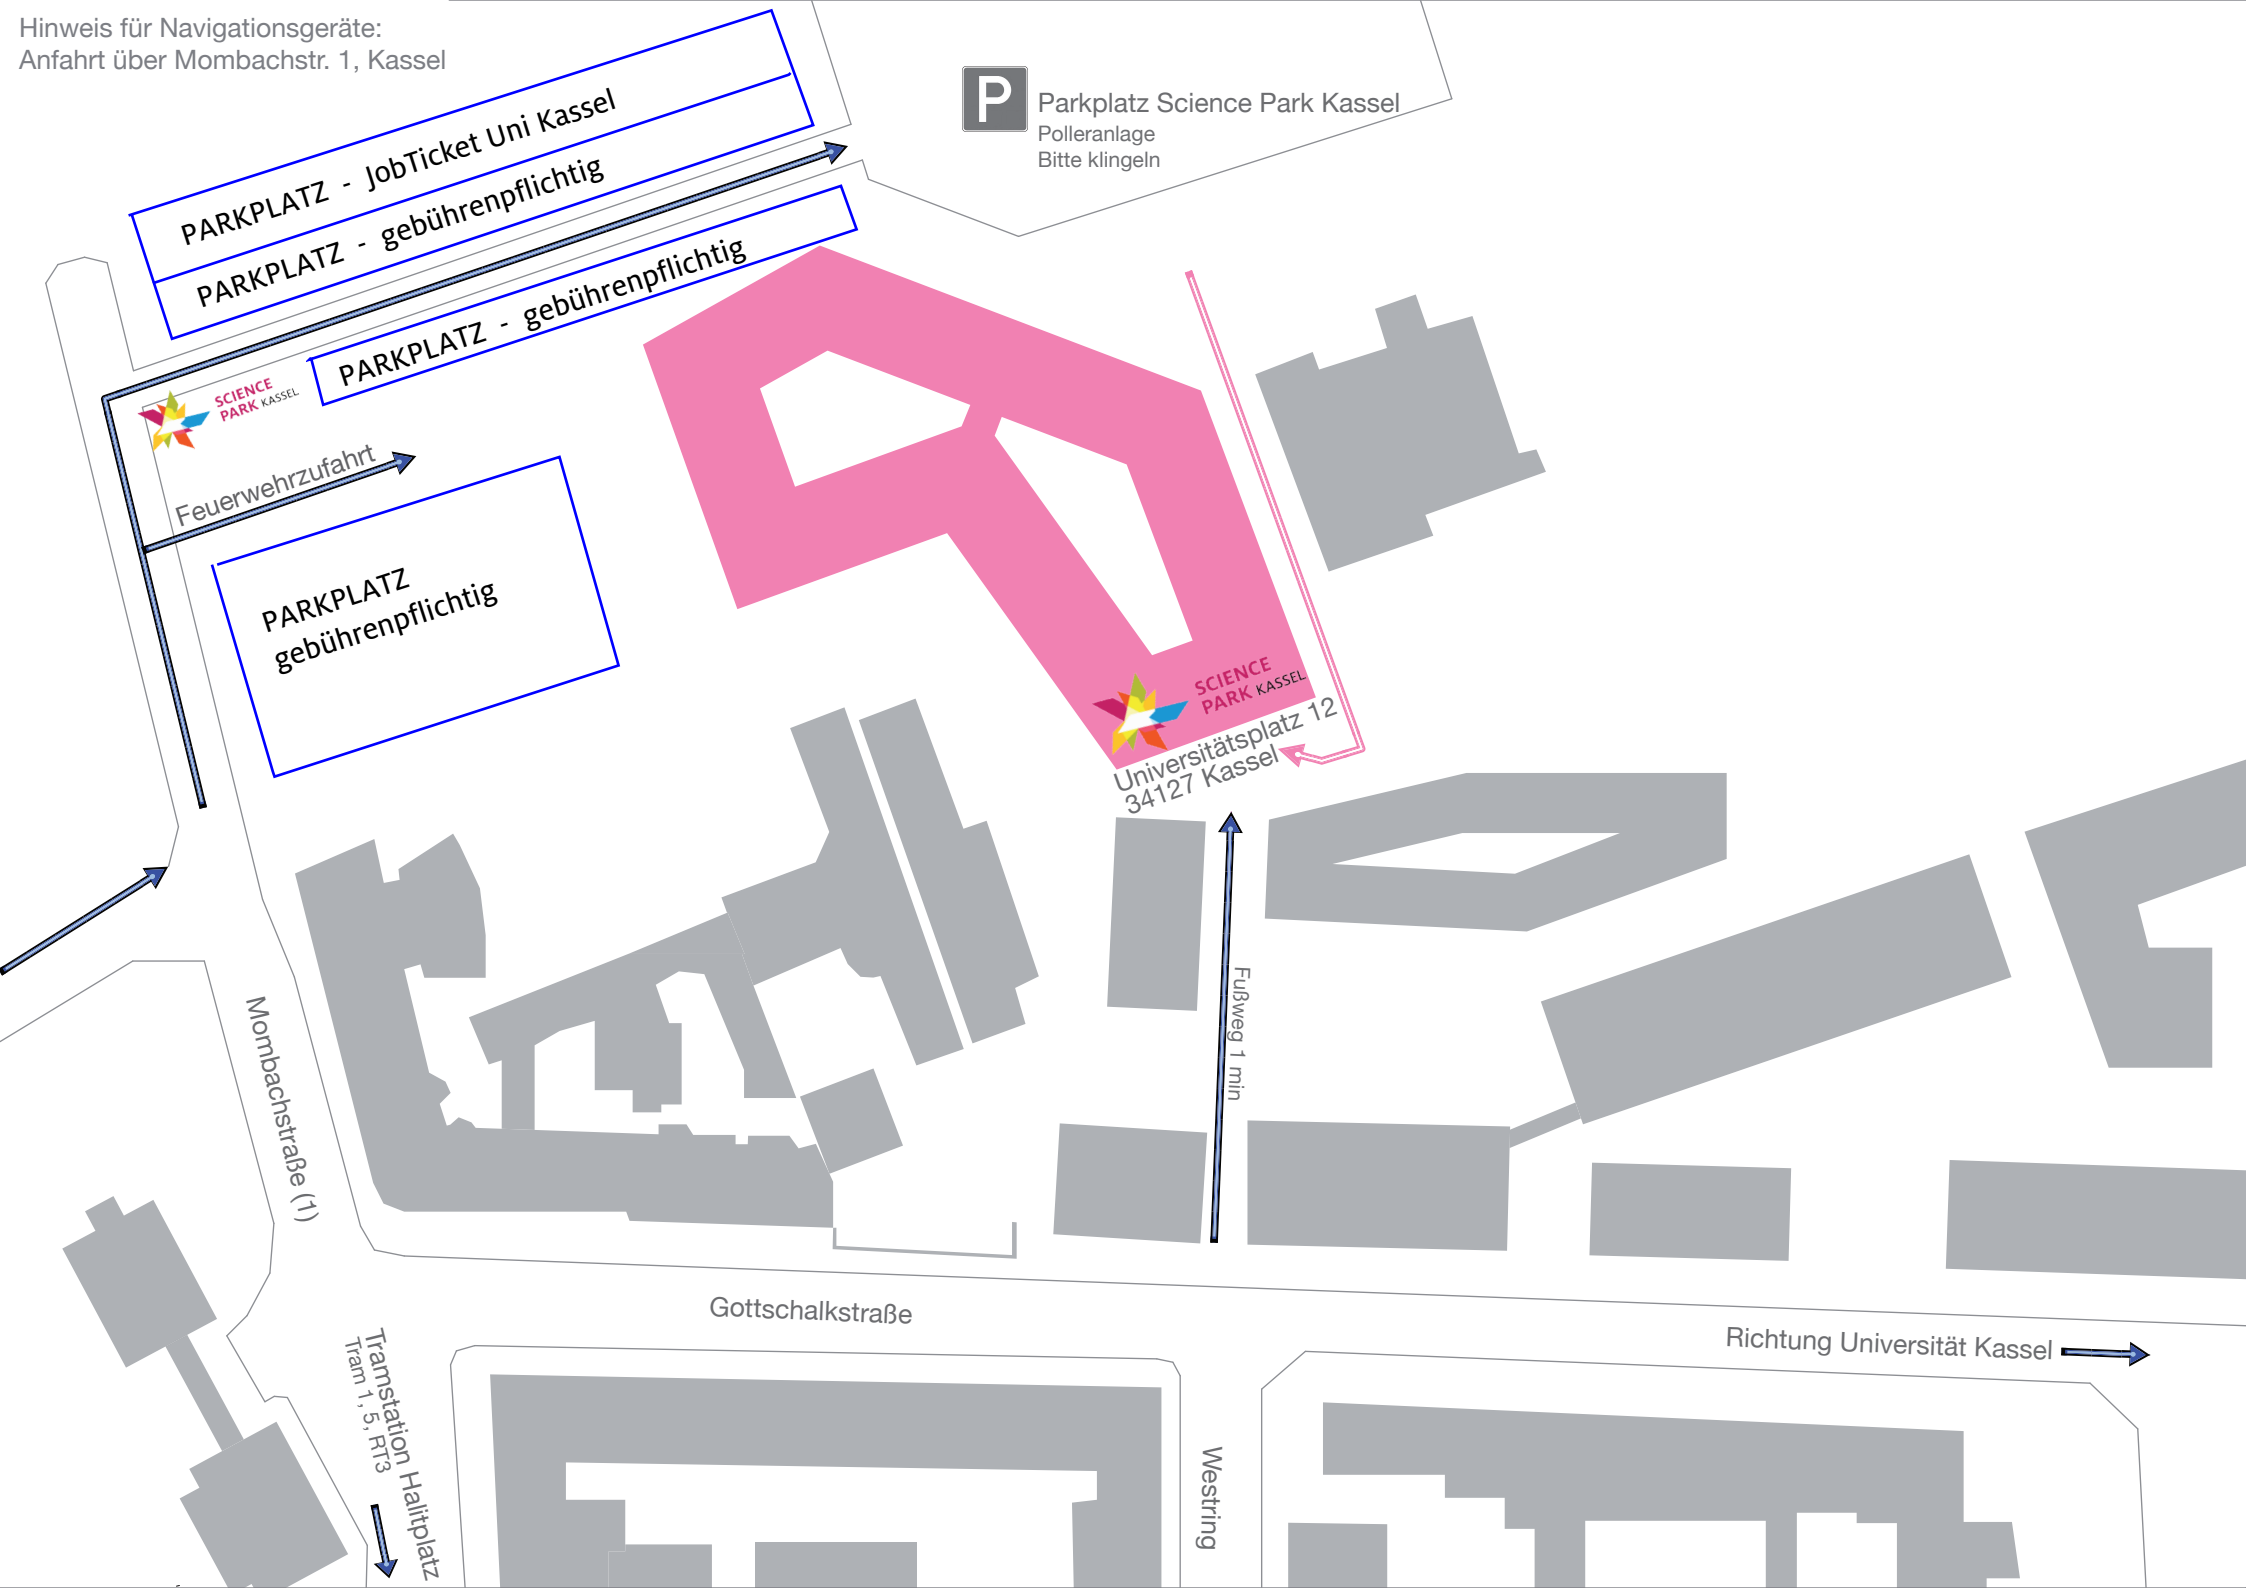 Hinweis für Navigationsgeräte:
Anfahrt über Mombachstr. 1, Kassel
P
Parkplatz Science Park Kassel
Polleranlage
Bitte klingeln
PARKPLATZ - JobTicket Uni Kassel
PARKPLATZ - gebührenpflichtig
PARKPLATZ - gebührenpflichtig
SCIENCE
PARK KASSEL
Feuerwehrzufahrt
PARKPLATZ
gebührenpflichtig
SCIENCE
PARK KASSEL
Universitätsplatz 12
34127 Kassel
Fußweg 1 min
Mombachstraße (1)
Gottschalkstraße
Richtung Universität Kassel
Tramstation Halitplatz
Tram 1, 5, RT3
Westring